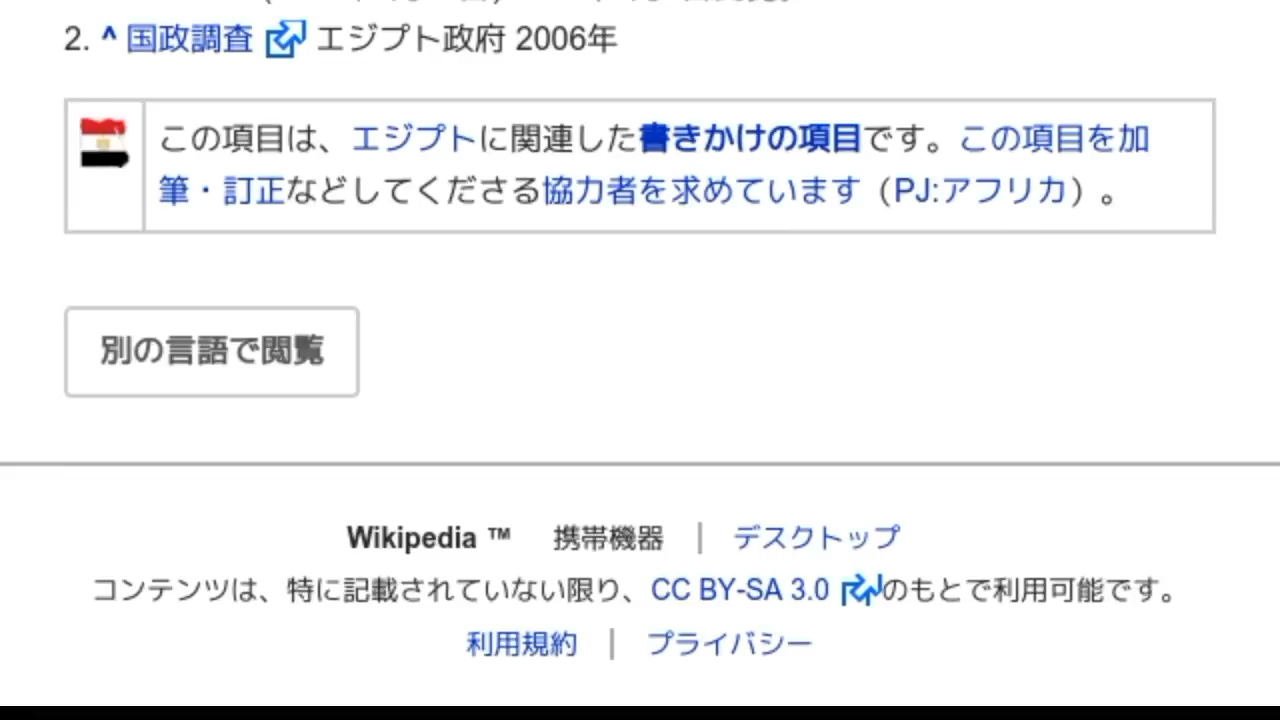 2. ^ 国政調査 エジプト政府 2006年
この項目は、エジプトに関連した書きかけの項目です。この項目を加
筆・訂正などしてくださる協力者を求めています（PJ:アフリカ）。
別の言語で閲覧
Wikipedia ™ 携帯機器 | デスクトップ
コンテンツは、特に記載されていない限り、CC BY-SA 3.0 のもとで利用可能です。
利用規約 | プライバシー